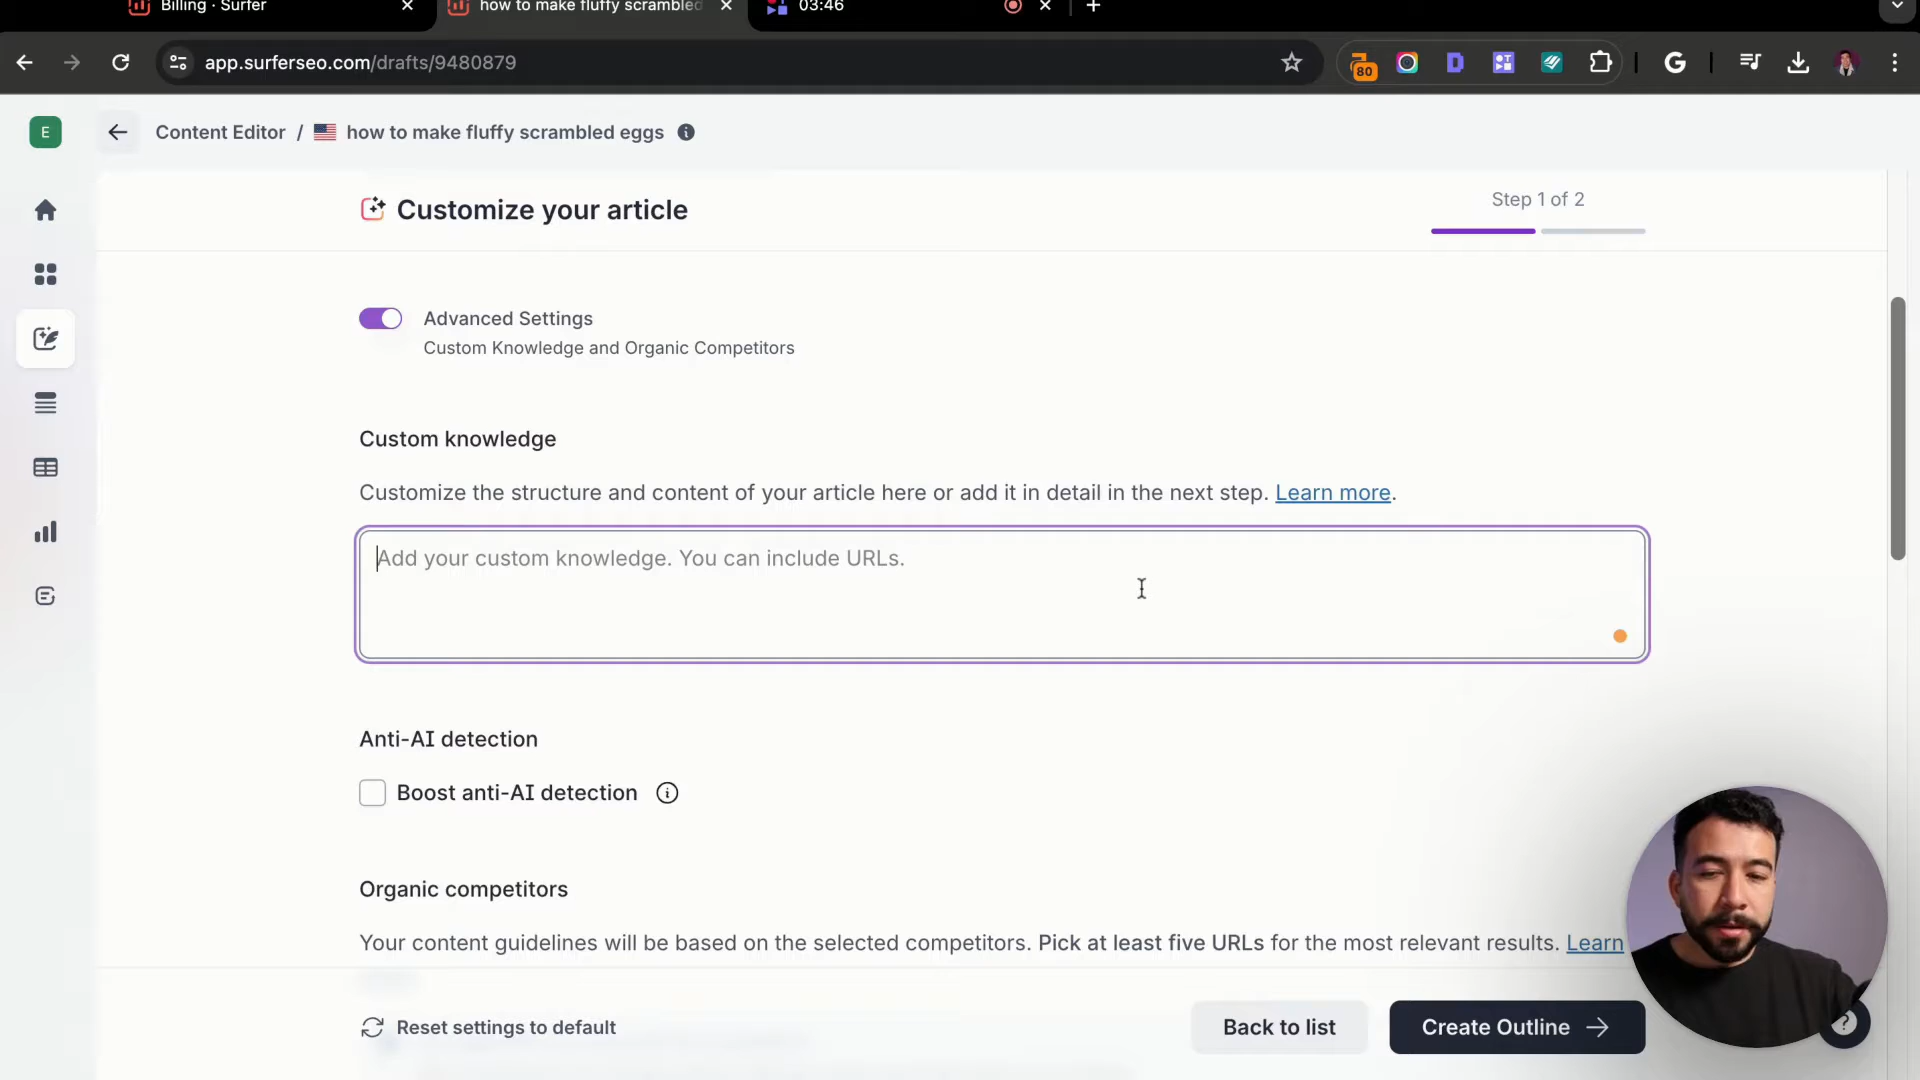 Billing · Surfer
how to make fluffy scrambled
03:46
app.surferseo.com/drafts/9480879
80
E
Content Editor / how to make fluffy scrambled eggs
Customize your article
Step 1 of 2
Advanced Settings
Custom Knowledge and Organic Competitors
Custom knowledge
Customize the structure and content of your article here or add it in detail in the next step. Learn more.
Add your custom knowledge. You can include URLs.
Anti-AI detection
Boost anti-AI detection
Organic competitors
Your content guidelines will be based on the selected competitors. Pick at least five URLs for the most relevant results. Learn
Reset settings to default
Back to list
Create Outline
?